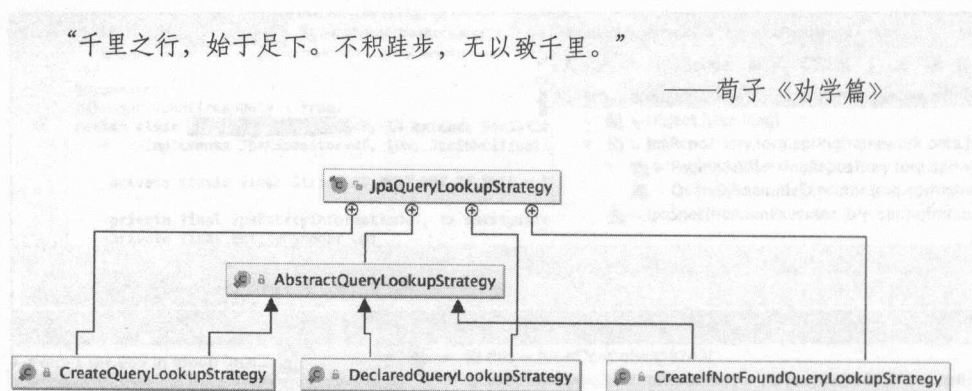 “千里之行，始于足下。不积跬步，无以致千里。”
——荀子《劝学篇》
JpaQueryLookupStrategy
AbstractQueryLookupStrategy
CreateQueryLookupStrategy
DeclaredQueryLookupStrategy
CreateIfNotFoundQueryLookupStrategy